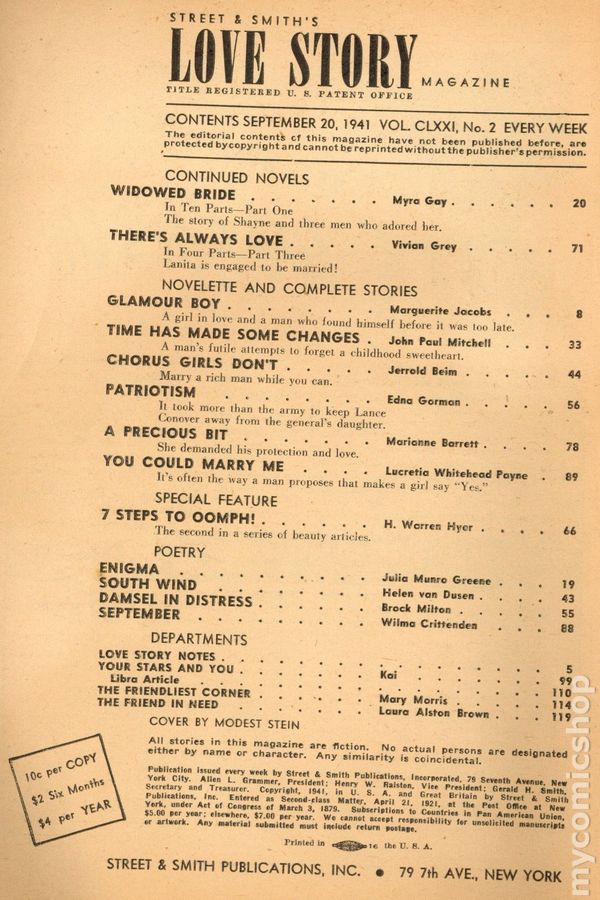 STREET & SMITH'S
LOVE STORY MAGAZINE
TITLE REGISTERED U. S. PATENT OFFICE
CONTENTS SEPTEMBER 20, 1941 VOL. CLXXI, No. 2 EVERY WEEK
The editorial contents of this magazine have not been published before, are
protected by copyright and cannot be reprinted without the publisher's permission.
CONTINUED NOVELS
WIDOWED BRIDE . . . . . . Myra Gay . . . . . 20
In Ten Parts—Part One
The story of Shayne and three men who adored her.
THERE'S ALWAYS LOVE . . . . . Vivian Grey . . . . . 71
In Four Parts—Part Three
Lanita is engaged to be married!
NOVELETTE AND COMPLETE STORIES
GLAMOUR BOY . . . . . . . Marguerite Jacobs . . . 8
A girl in love and a man who found himself before it was too late.
TIME HAS MADE SOME CHANGES . John Paul Mitchell . . . 33
A man's futile attempts to forget a childhood sweetheart.
CHORUS GIRLS DON'T . . . . . Jerrold Beim . . . . 44
Marry a rich man while you can.
PATRIOTISM . . . . . . . Edna Gorman . . . . . 56
It took more than the army to keep Lance
Conover away from the general's daughter.
A PRECIOUS BIT . . . . . . Marianne Barrett . . . . 78
She demanded his protection and love.
YOU COULD MARRY ME . . . . Lucretia Whitehead Payne . 89
It's often the way a man proposes that makes a girl say "Yes."
SPECIAL FEATURE
7 STEPS TO OOMPH! . . . . . . H. Warren Hyer . . . . 66
The second in a series of beauty articles.
POETRY
ENIGMA . . . . . . . . Julia Munro Greene . . . 19
SOUTH WIND . . . . . . . Helen van Dusen . . . . 43
DAMSEL IN DISTRESS . . . . . Brock Milton . . . . . 55
SEPTEMBER . . . . . . . Wilma Crittenden . . . . 88
DEPARTMENTS
LOVE STORY NOTES . . . . . . . . . . . . . 5
YOUR STARS AND YOU . . . . . . Kai . . . . . . . 99
Libra Article . . . . . . . . . . . . . 110
THE FRIENDLIEST CORNER . . . . . Mary Morris . . . . . 114
THE FRIEND IN NEED . . . . . . Laura Alston Brown . . . 119
COVER BY MODEST STEIN
All stories in this magazine are fiction. No actual persons are designated
either by name or character. Any similarity is coincidental.
10c per COPY
$2 Six Months
$4 per YEAR
Publication issued every week by Street & Smith Publications, Incorporated, 79 Seventh Avenue, New
York City. Allen L. Grammer, President; Henry W. Ralston, Vice President; Gerald H. Smith,
Secretary and Treasurer. Copyright, 1941, in U. S. A. and Great Britain by Street & Smith
Publications, Inc. Entered as Second-class Matter, April 21, 1921, at the Post Office at New
York, under Act of Congress of March 3, 1879. Subscriptions to Countries in Pan American Union,
$5.00 per year; elsewhere, $7.00 per year. We cannot accept responsibility for unsolicited manuscripts
or artwork. Any material submitted must include return postage.
Printed in the U. S. A.
STREET & SMITH PUBLICATIONS, INC. ● 79 7th AVE., NEW YORK
mycomicshop